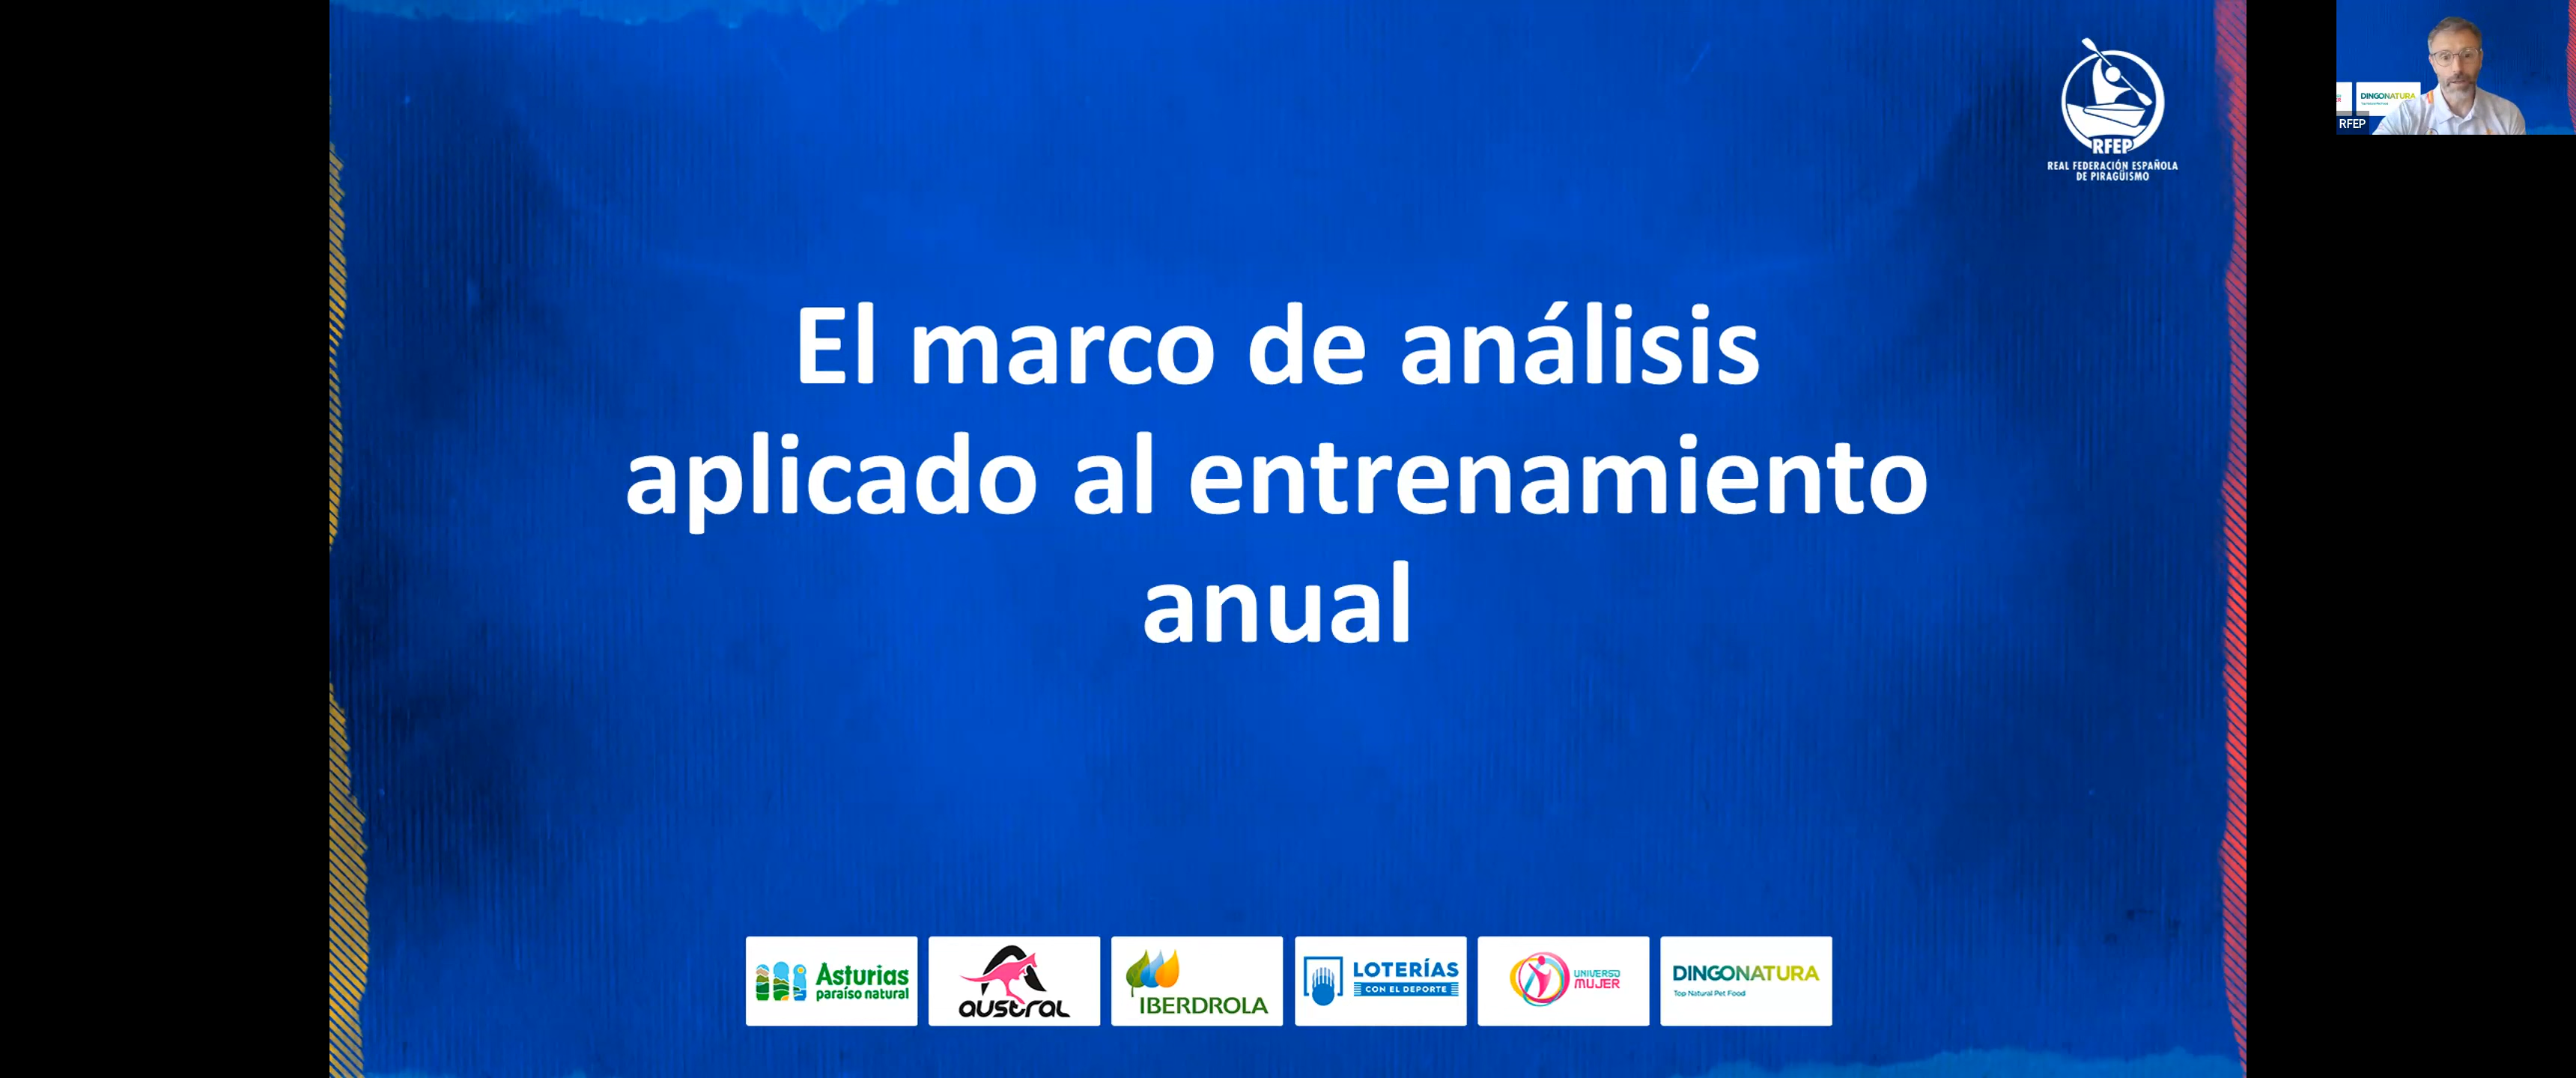 RFEP
REAL FEDERACIÓN ESPAÑOLA
DE PIRAGÜISMO
El marco de análisis
aplicado al entrenamiento
anual
Asturias
paraíso natural
austral
IBERDROLA
LOTERÍAS
CON EL DEPORTE
UNIVERSO
MUJER
DINGONATURA
Top Natural Pet Food
DINGONATURA
RFEP